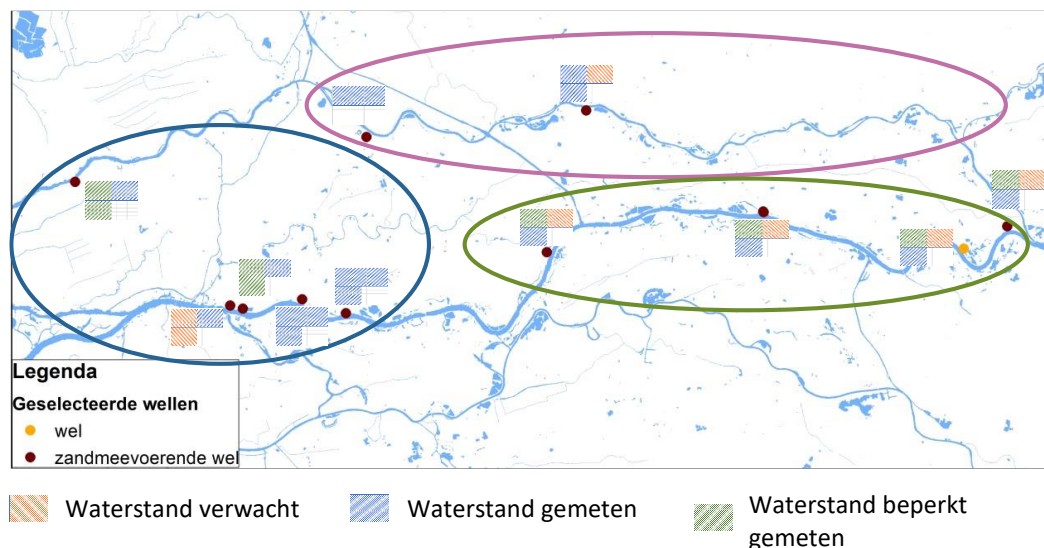 Legenda
Geselecteerde wellen
wel
zandmeevoerende wel
Waterstand verwacht
Waterstand gemeten
Waterstand beperkt
gemeten